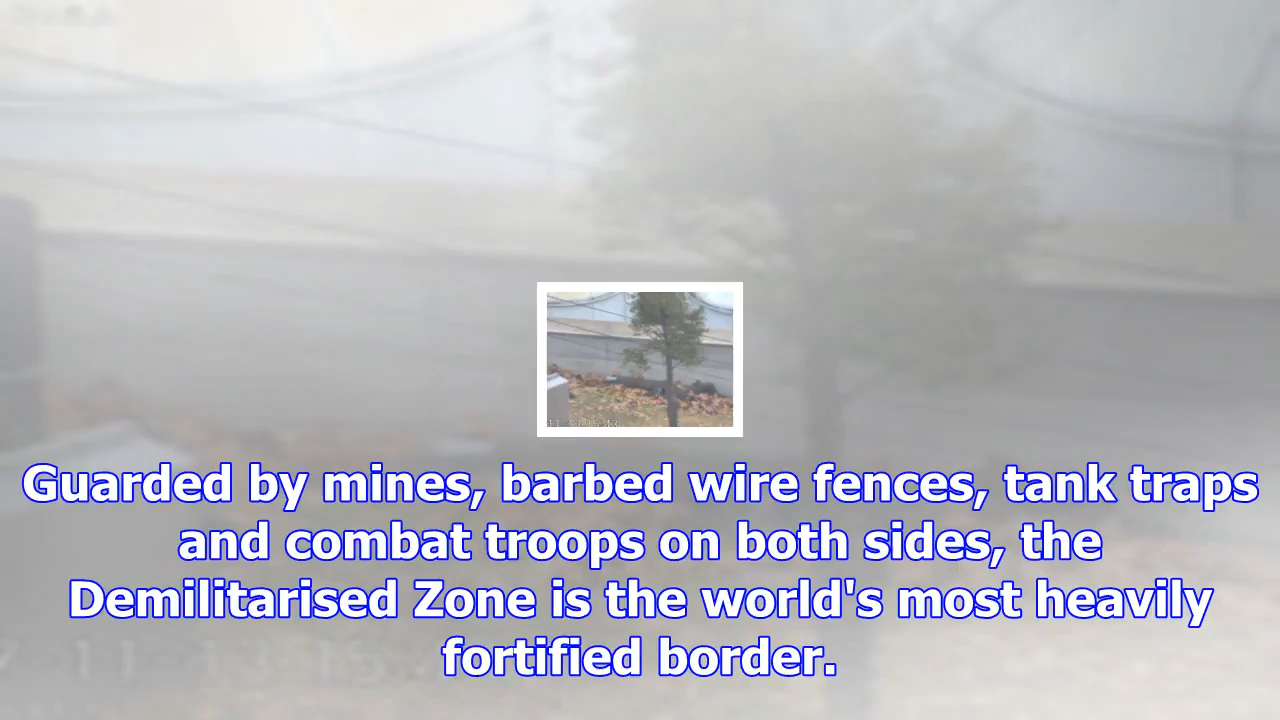 Guarded by mines, barbed wire fences, tank traps
and combat troops on both sides, the
Demilitarised Zone is the world's most heavily
fortified border.